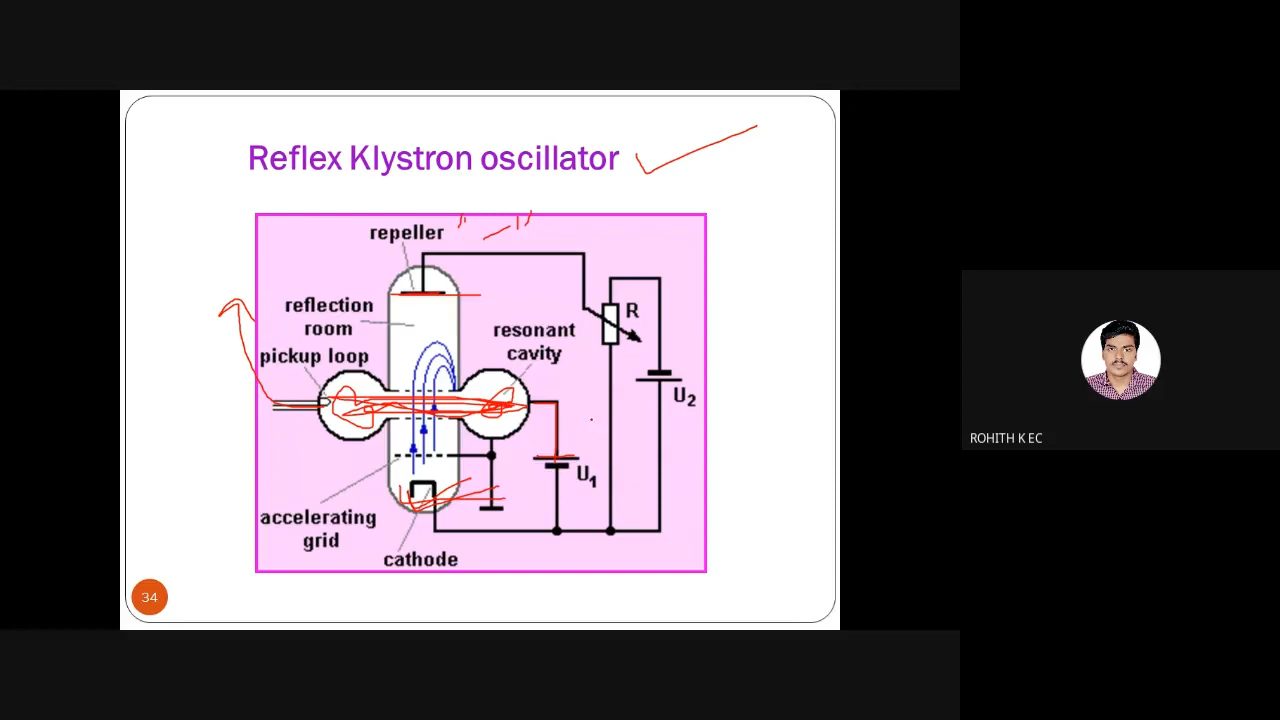 Reflex Klystron oscillator
repeller
reflection
room
pickup loop
resonant
cavity
R
U2
U1
accelerating
grid
cathode
34
ROHITH K EC